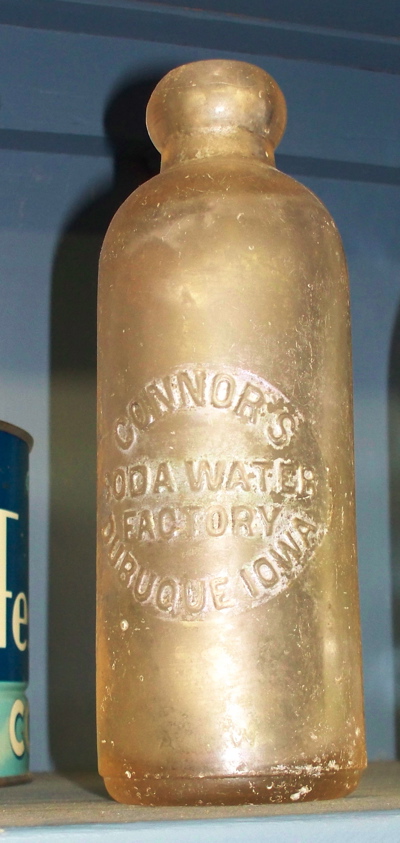 CONNOR'S
SODA WATER
FACTORY
DUBUQUE IOWA